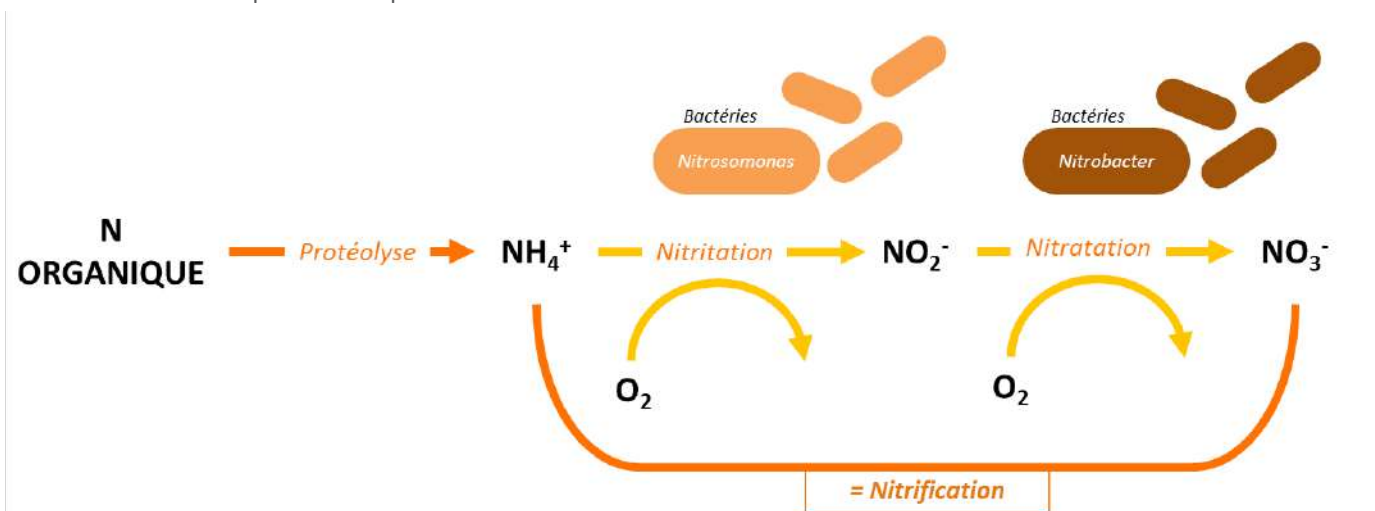 Bactéries
Nitrosomonas
Bactéries
Nitrobacter
N
ORGANIQUE
Protéolyse
NH₄⁺
Nitritation
NO₂⁻
Nitratation
NO₃⁻
O₂
O₂
= Nitrification